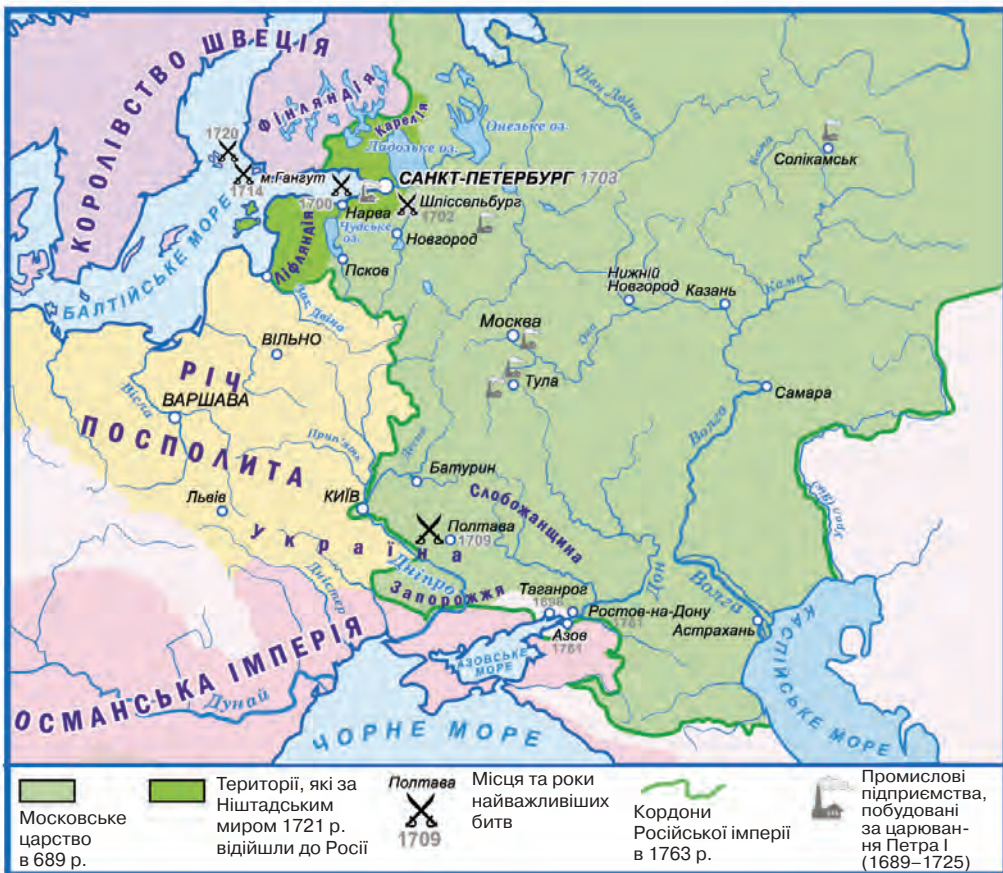 КОРОЛІВСТВО ШВЕЦІЯ
ФІНЛЯНДІЯ
Карелія
Ладозьке оз.
Онезьке оз.
Кама
Солікамськ
1720
1714
м.Гангут
САНКТ-ПЕТЕРБУРГ 1703
1700
Нарва
Шліссельбург
1702
Чудське
оз.
Новгород
Ліфляндія
Псков
БАЛТІЙСЬКЕ МОРЕ
Зах. Двіна
Нижній
Новгород
Казань
Кама
Москва
Ока
ВІЛЬНО
РІЧ
ПОСПОЛИТА
Вісла
ВАРШАВА
Тула
Самара
Волга
Прип'ять
Десна
Батурин
Львів
КИЇВ
Слобожанщина
Полтава
1709
Україна
Дніпро
Запорожжя
Дністер
Дон
Волга
Таганрог
1698
Ростов-на-Дону
1761
Азов
1761
Астрахань
АЗОВСЬКЕ
МОРЕ
ОСМАНСЬКА ІМПЕРІЯ
Дунай
ЧОРНЕ МОРЕ
КАСПІЙСЬКЕ МОРЕ
Московське
царство
в 689 р.
Території, які за
Ніштадським
миром 1721 р.
відійшли до Росії
Полтава
1709
Місця та роки
найважливіших
битв
Кордони
Російської імперії
в 1763 р.
Промислові
підприємства,
побудовані
за царюван-
ня Петра І
(1689–1725)